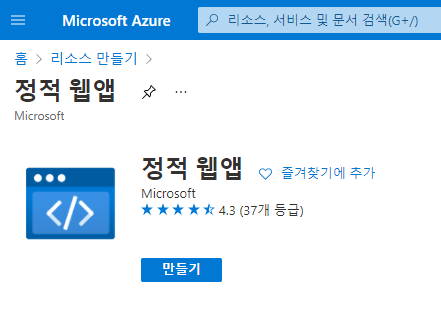 Microsoft Azure
리소스, 서비스 및 문서 검색(G+/)
홈 > 리소스 만들기 >
정적 웹앱
Microsoft
정적 웹앱
즐겨찾기에 추가
Microsoft
4.3 (37개 등급)
만들기